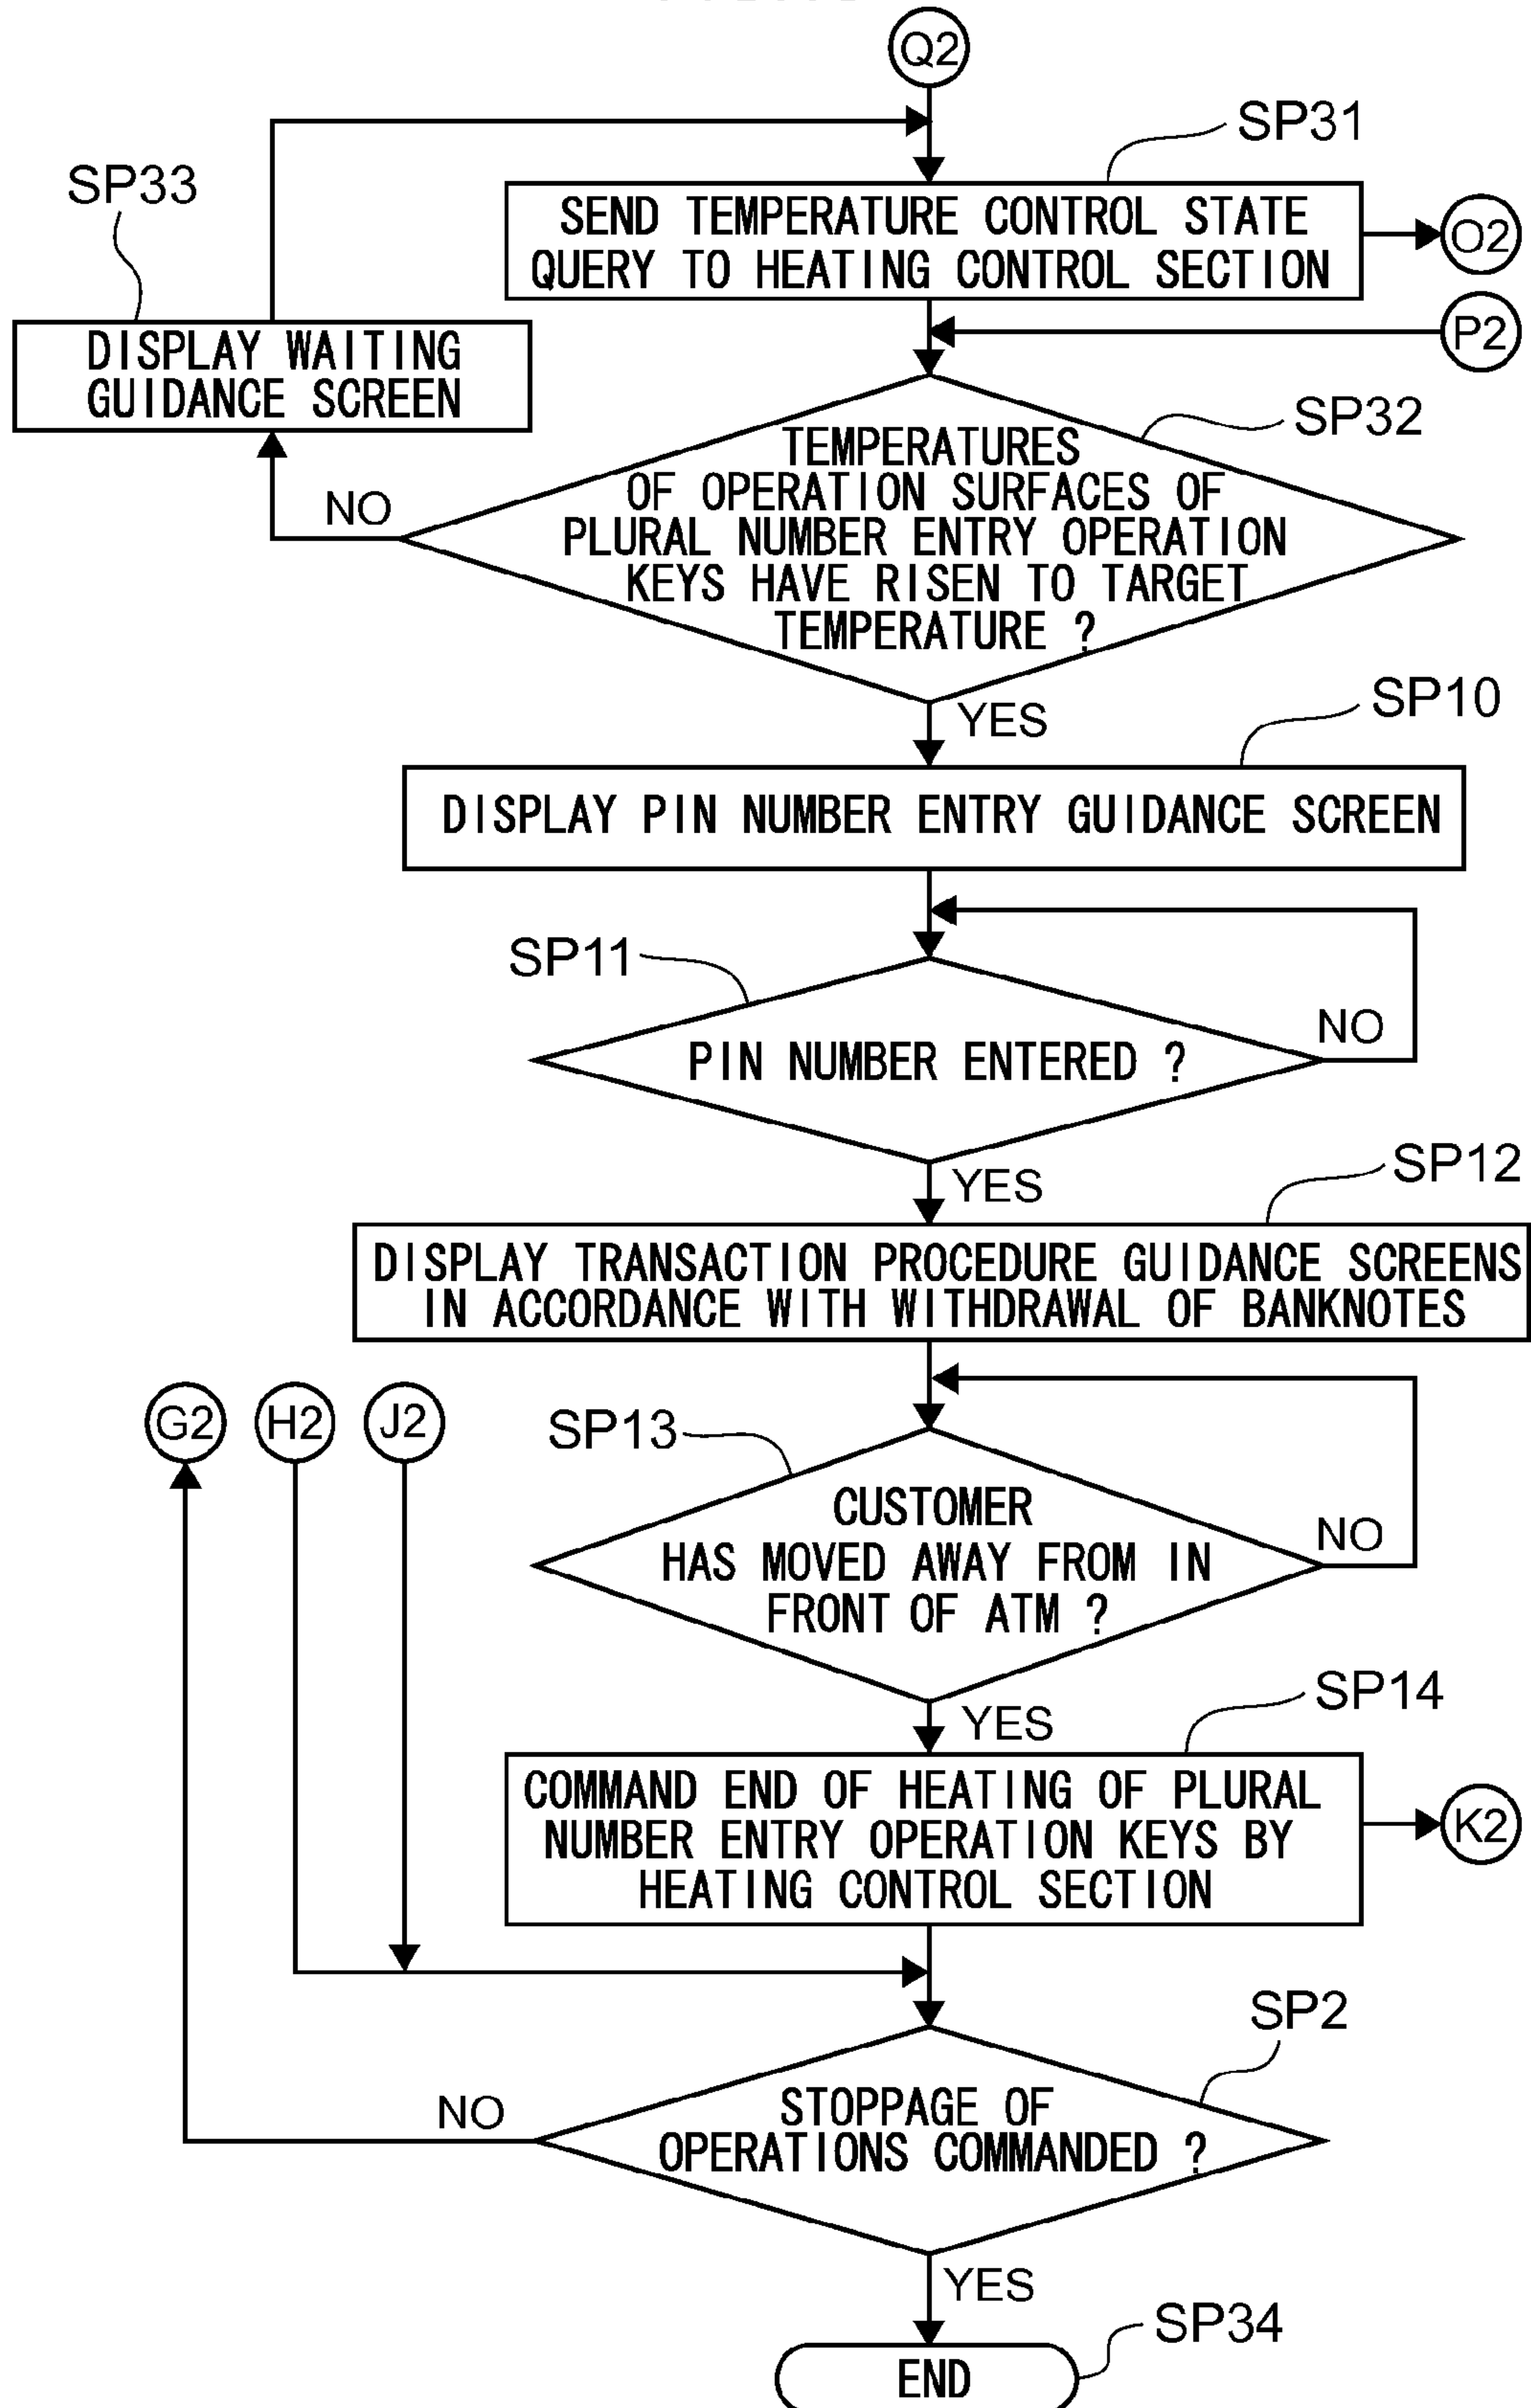 Q2
SP31
SP33
SEND TEMPERATURE CONTROL STATE
QUERY TO HEATING CONTROL SECTION
O2
P2
DISPLAY WAITING
GUIDANCE SCREEN
SP32
TEMPERATURES
OF OPERATION SURFACES OF
PLURAL NUMBER ENTRY OPERATION
KEYS HAVE RISEN TO TARGET
TEMPERATURE ?
NO
YES
SP10
DISPLAY PIN NUMBER ENTRY GUIDANCE SCREEN
SP11
PIN NUMBER ENTERED ?
NO
YES
SP12
DISPLAY TRANSACTION PROCEDURE GUIDANCE SCREENS
IN ACCORDANCE WITH WITHDRAWAL OF BANKNOTES
G2
H2
J2
SP13
CUSTOMER
HAS MOVED AWAY FROM IN
FRONT OF ATM ?
NO
YES
SP14
COMMAND END OF HEATING OF PLURAL
NUMBER ENTRY OPERATION KEYS BY
HEATING CONTROL SECTION
K2
SP2
NO
STOPPAGE OF
OPERATIONS COMMANDED ?
YES
SP34
END